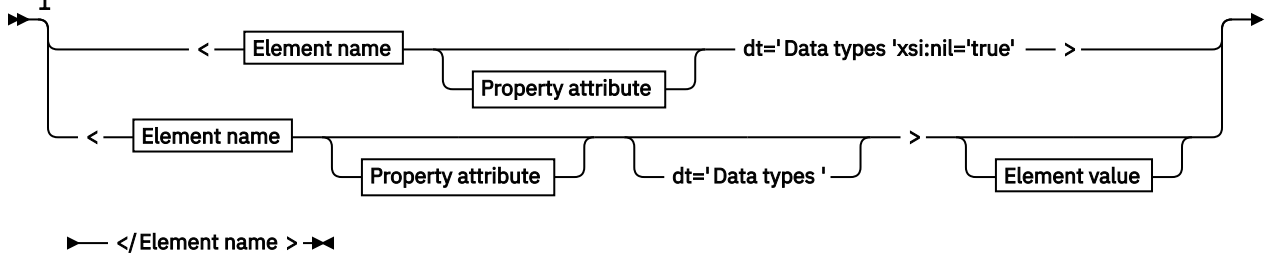 1
< Element name dt='Data types 'xsi:nil='true' >
Property attribute
< Element name >
Property attribute dt='Data types ' Element value
</Element name >